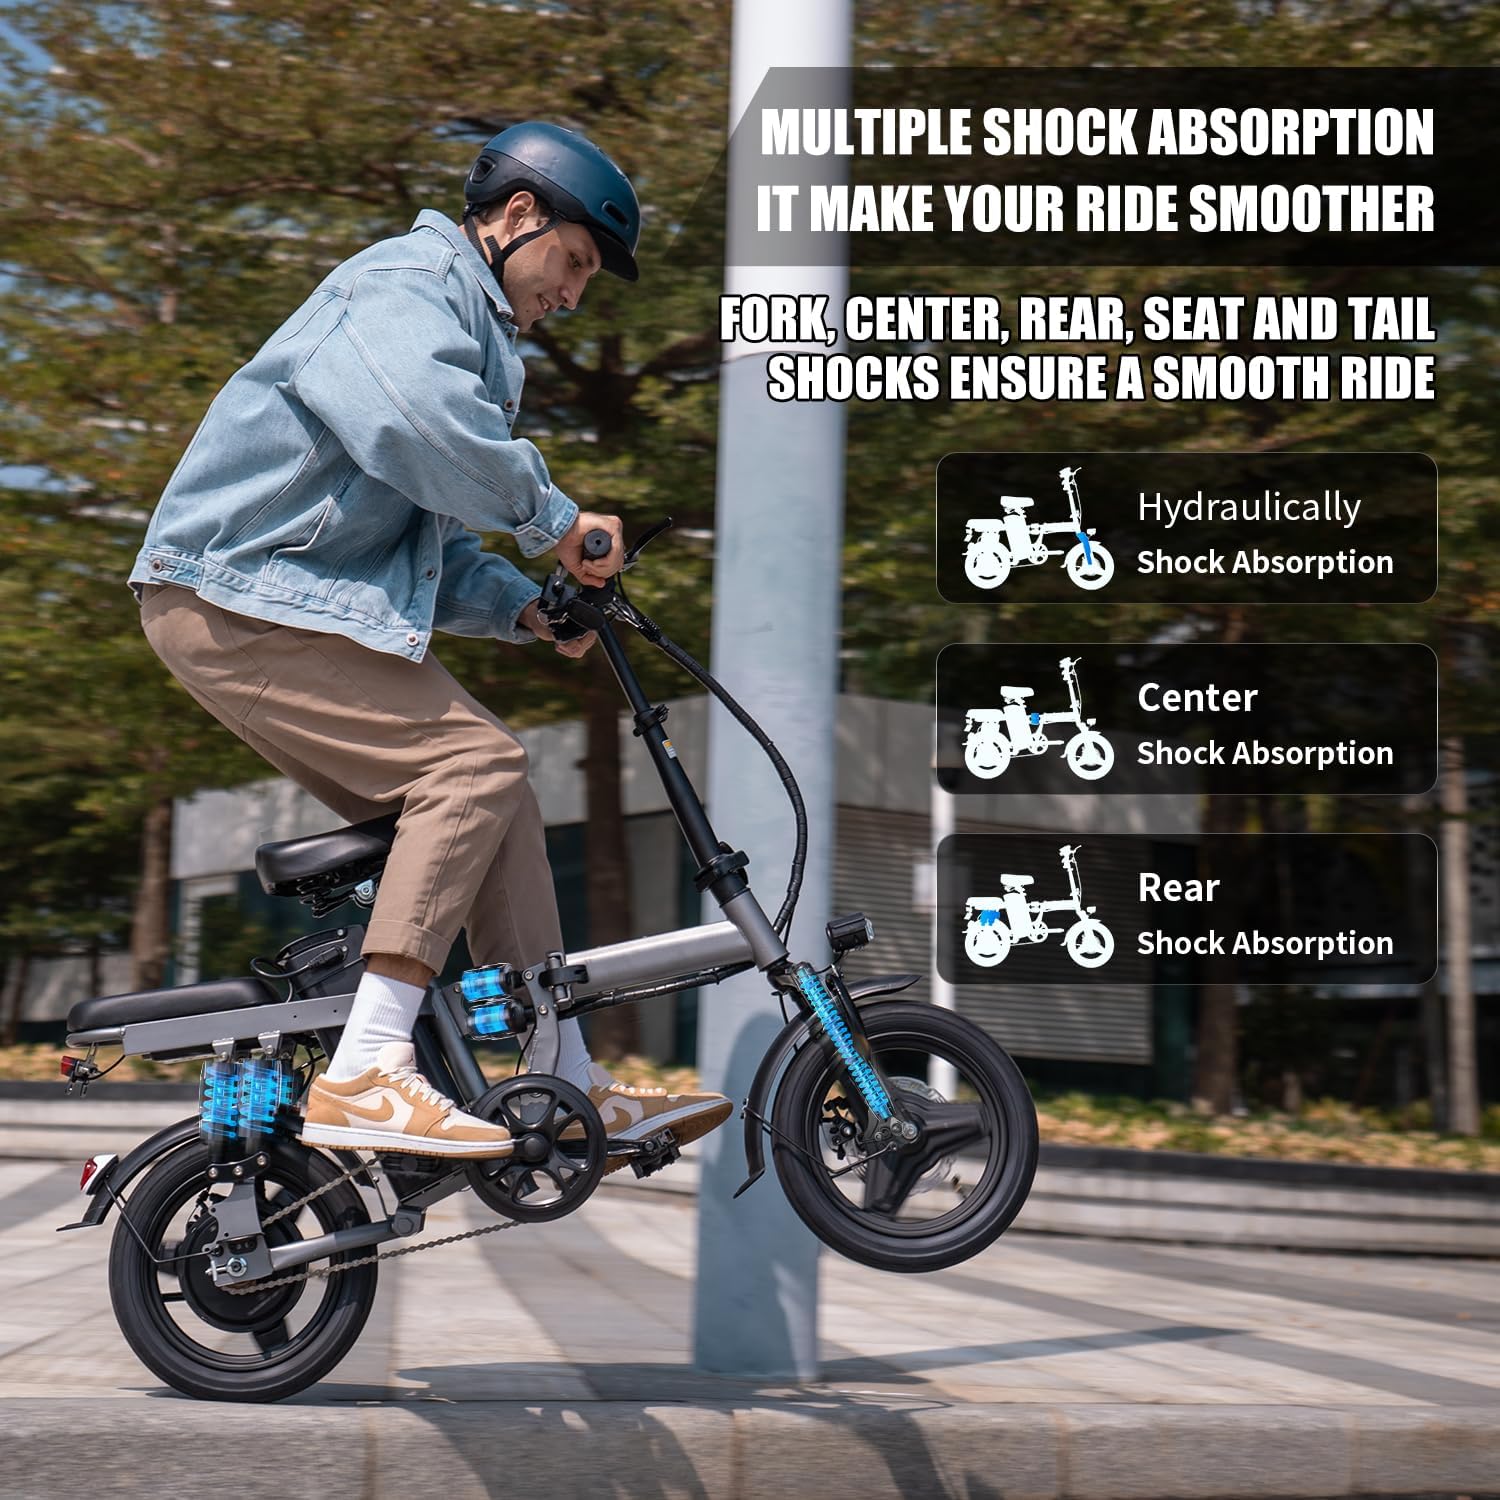 MULTIPLE SHOCK ABSORPTION
IT MAKE YOUR RIDE SMOOTHER
FORK, CENTER, REAR, SEAT AND TAIL
SHOCKS ENSURE A SMOOTH RIDE
Hydraulically
Shock Absorption
Center
Shock Absorption
Rear
Shock Absorption